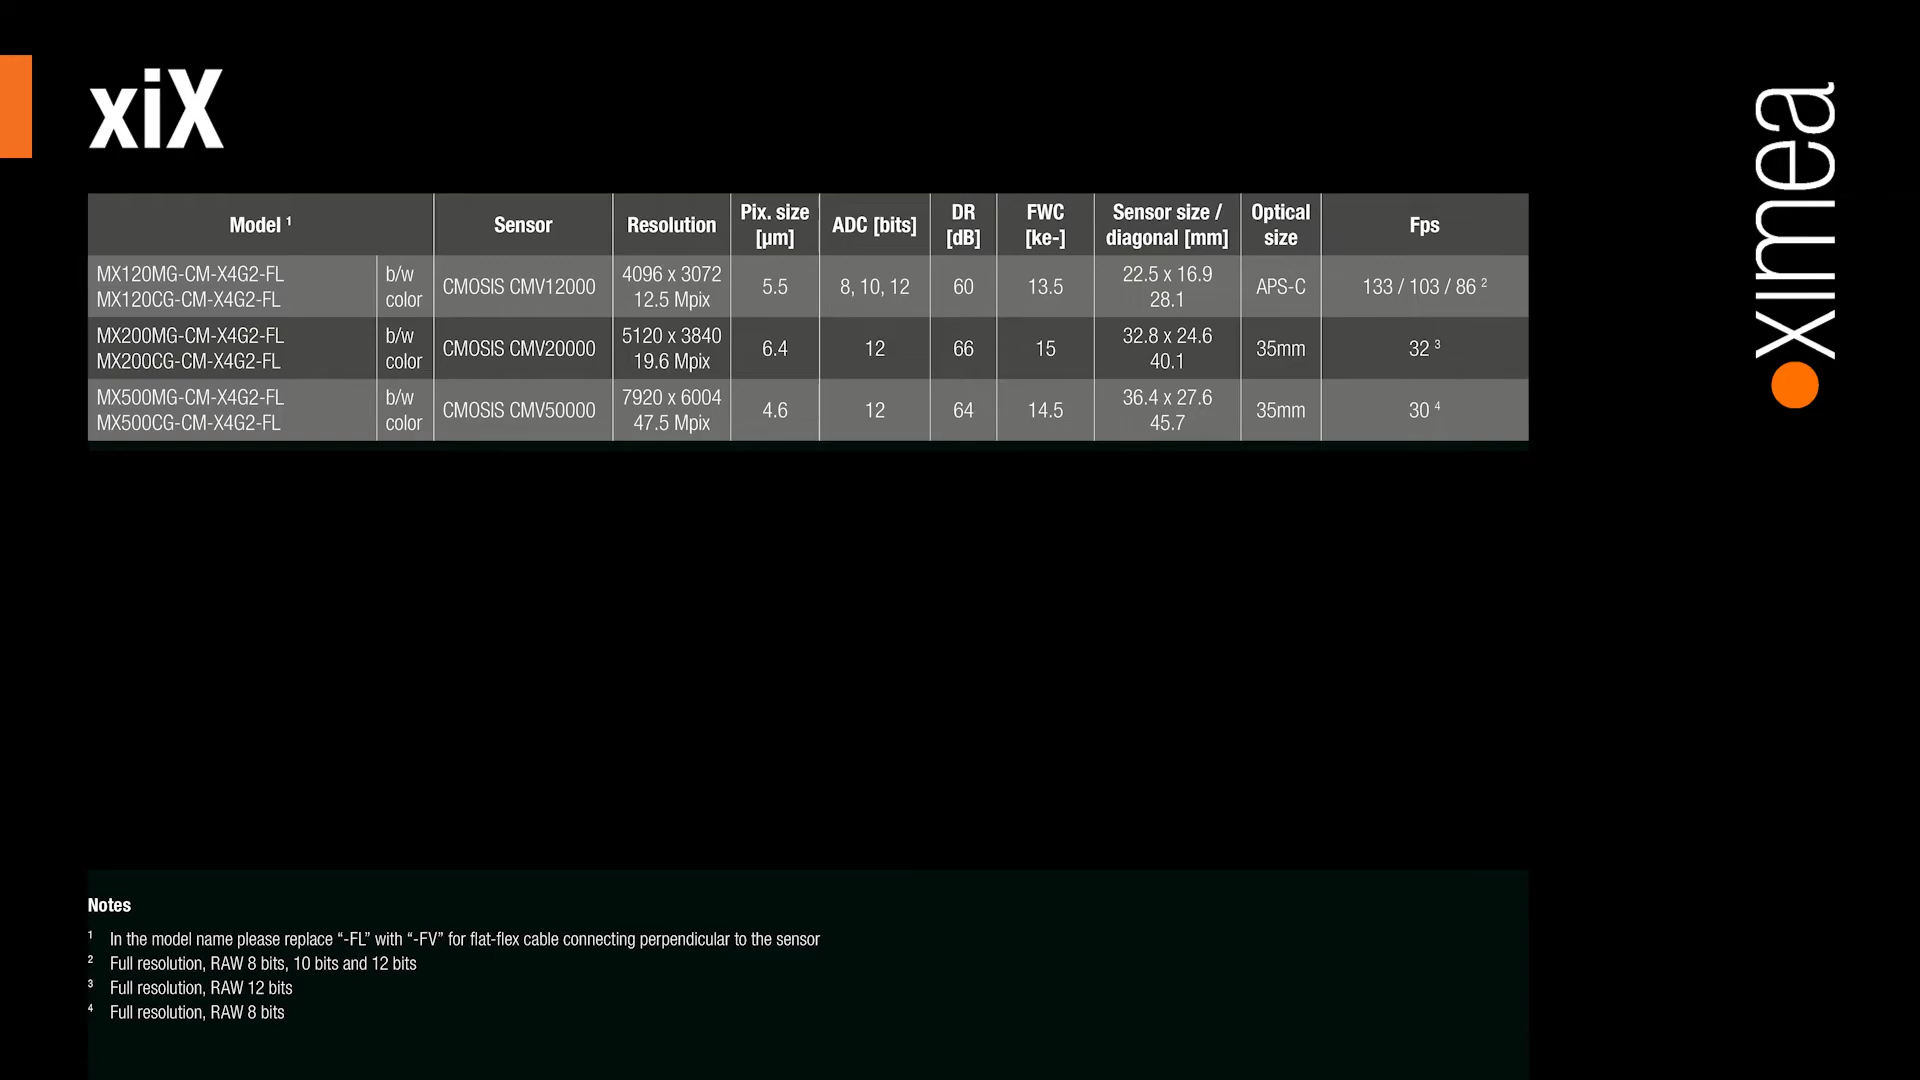 xiX
ximea
Model ¹ Sensor Resolution Pix. size [µm] ADC [bits] DR [dB] FWC [ke-] Sensor size / diagonal [mm] Optical size Fps
MX120MG-CM-X4G2-FL b/w CMOSIS CMV12000 4096 x 3072 5.5 8, 10, 12 60 13.5 22.5 x 16.9 APS-C 133 / 103 / 86 ²
MX120CG-CM-X4G2-FL color 12.5 Mpix 28.1
MX200MG-CM-X4G2-FL b/w CMOSIS CMV20000 5120 x 3840 6.4 12 66 15 32.8 x 24.6 35mm 32 ³
MX200CG-CM-X4G2-FL color 19.6 Mpix 40.1
MX500MG-CM-X4G2-FL b/w CMOSIS CMV50000 7920 x 6004 4.6 12 64 14.5 36.4 x 27.6 35mm 30 ⁴
MX500CG-CM-X4G2-FL color 47.5 Mpix 45.7
Notes
¹ In the model name please replace “-FL” with “-FV” for flat-flex cable connecting perpendicular to the sensor
² Full resolution, RAW 8 bits, 10 bits and 12 bits
³ Full resolution, RAW 12 bits
⁴ Full resolution, RAW 8 bits